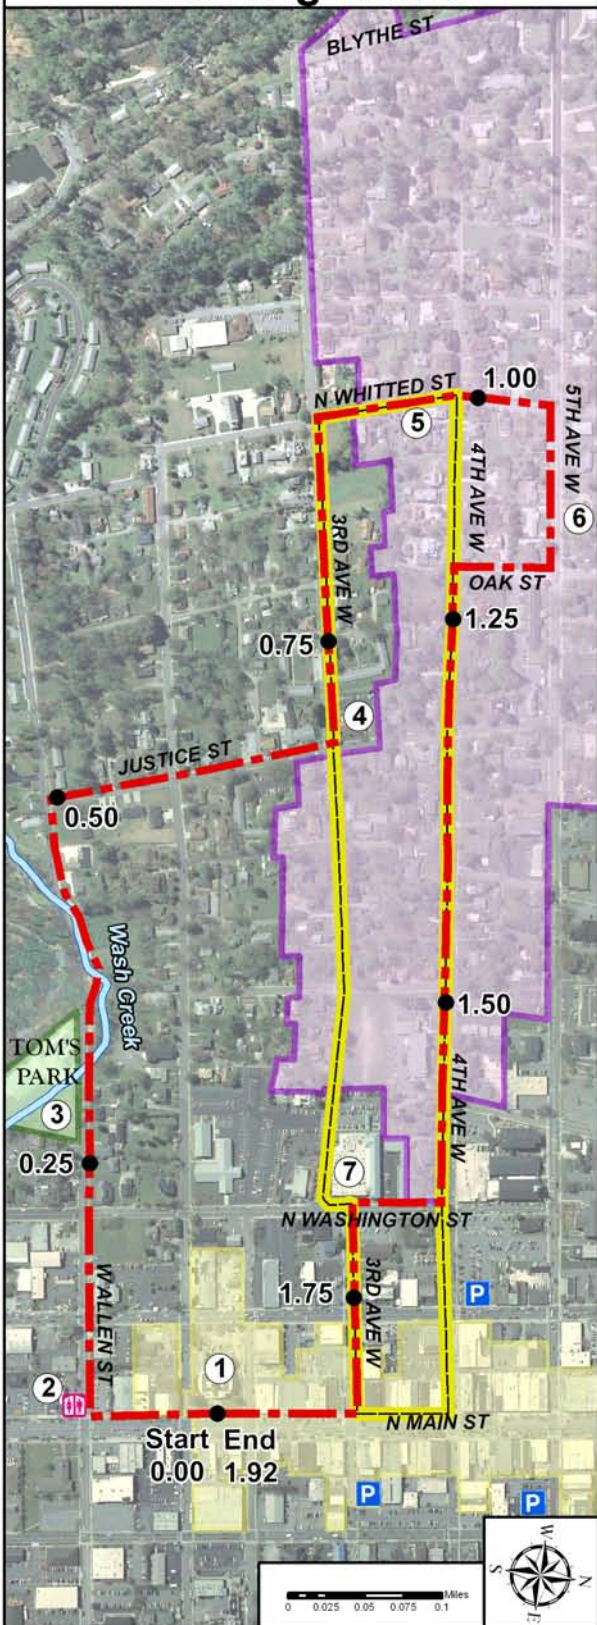 BLYTHE ST
N WHITTED ST
1.00
5
5TH AVE W
4TH AVE W
6
3RD AVE W
OAK ST
0.75
1.25
4
JUSTICE ST
0.50
Wash Creek
1.50
TOM'S
PARK
3
4TH AVE W
0.25
7
N WASHINGTON ST
W ALLEN ST
1.75
3RD AVE W
P
1
2
N MAIN ST
Start End
0.00 1.92
P
P
W
S
N
E
Miles
0 0.025 0.05 0.075 0.1